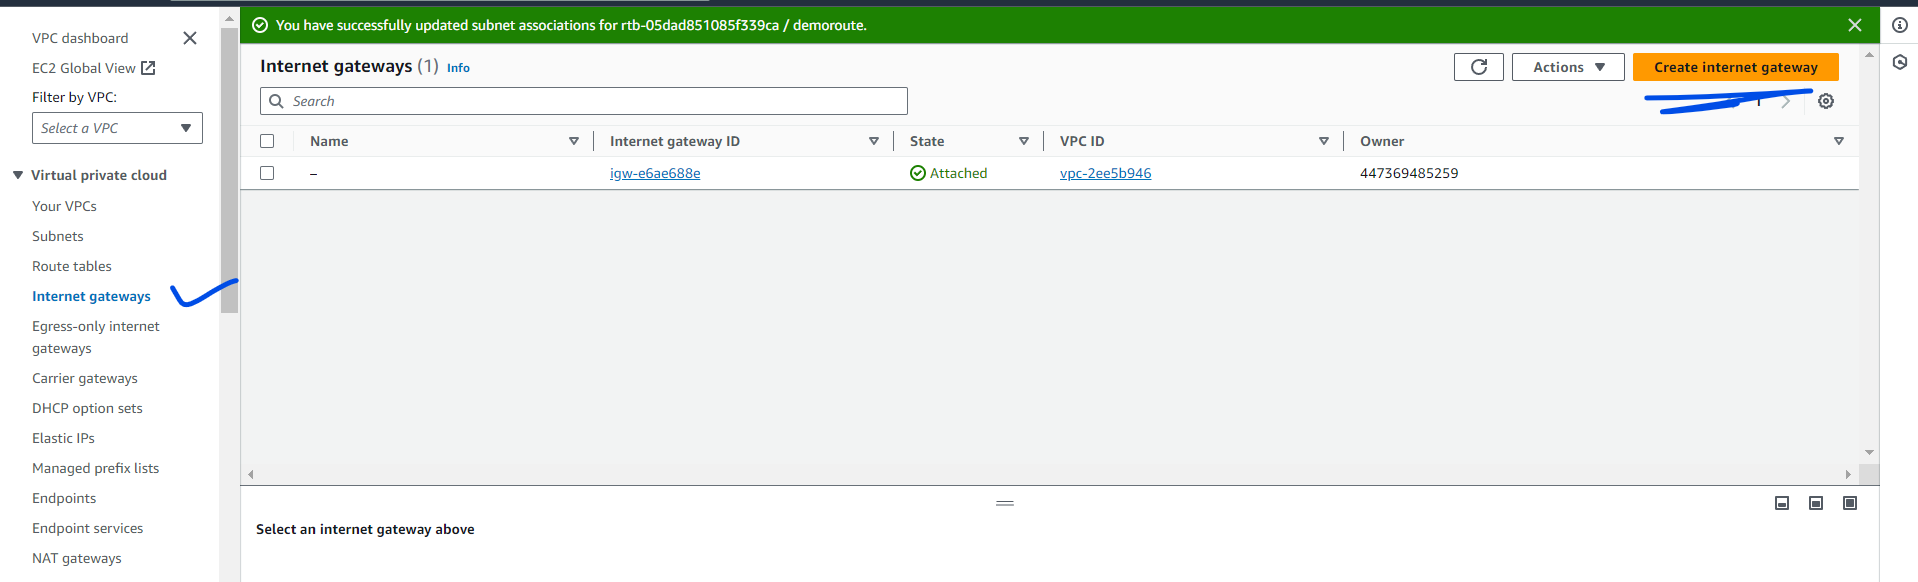 You have successfully updated subnet associations for rtb-05dad851085f339ca / demoroute.
VPC dashboard
EC2 Global View
Filter by VPC:
Select a VPC
Virtual private cloud
Your VPCs
Subnets
Route tables
Internet gateways
Egress-only internet
gateways
Carrier gateways
DHCP option sets
Elastic IPs
Managed prefix lists
Endpoints
Endpoint services
NAT gateways
Internet gateways (1) Info
Actions
Create internet gateway
Search
Name Internet gateway ID State VPC ID Owner
– igw-e6ae688e Attached vpc-2ee5b946 447369485259
Select an internet gateway above